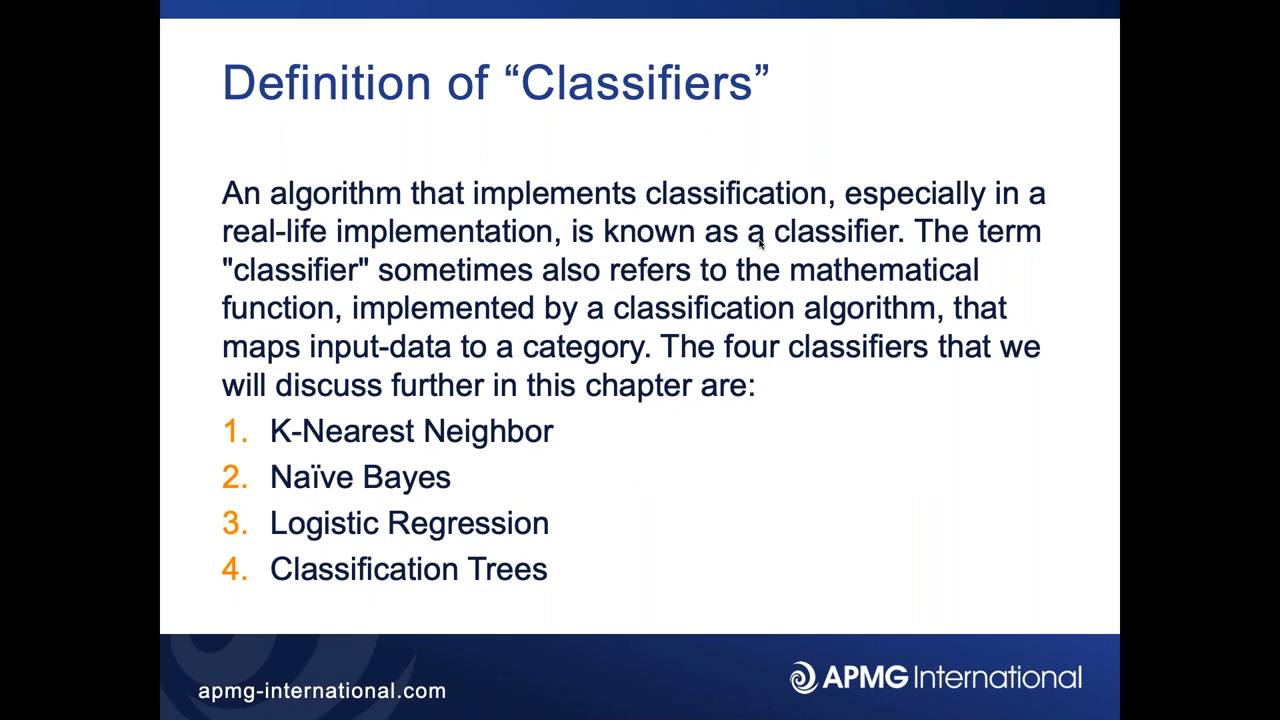 Definition of “Classifiers”
An algorithm that implements classification, especially in a
real-life implementation, is known as a classifier. The term
"classifier" sometimes also refers to the mathematical
function, implemented by a classification algorithm, that
maps input-data to a category. The four classifiers that we
will discuss further in this chapter are:
1. K-Nearest Neighbor
2. Naïve Bayes
3. Logistic Regression
4. Classification Trees
apmg-international.com
APMG International